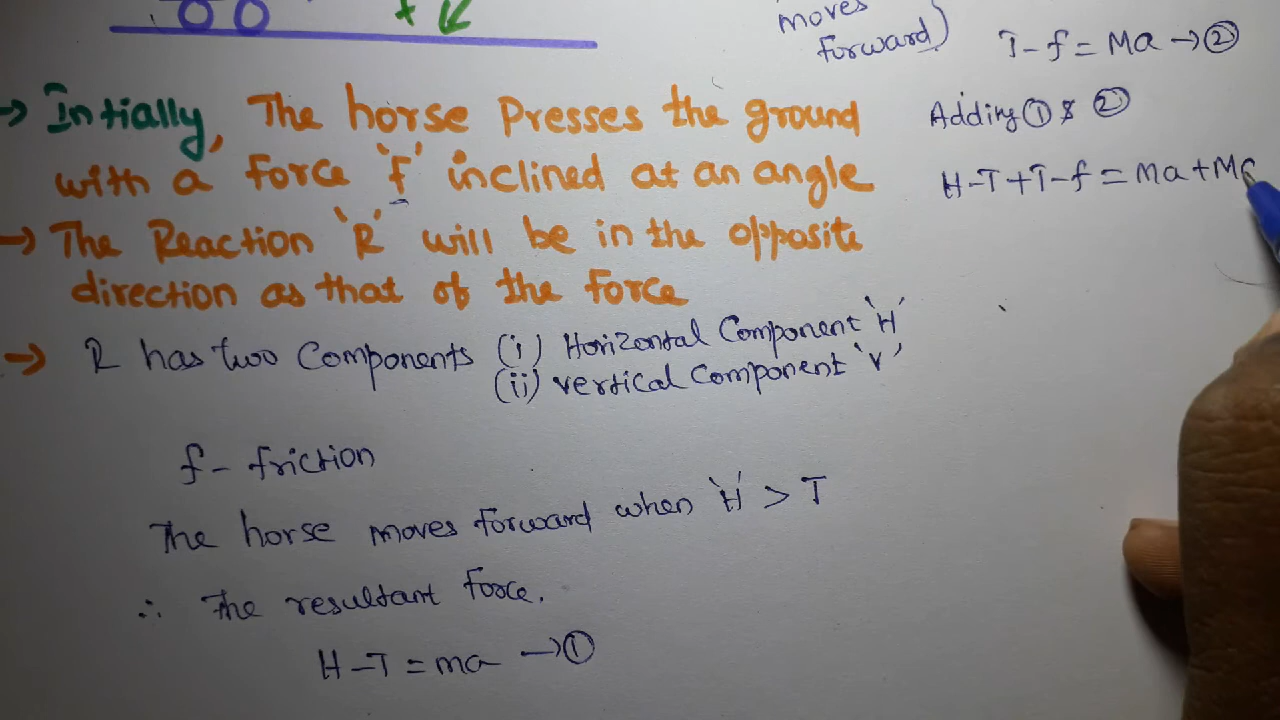 → Intially, The horse Presses the ground
with a force 'f' inclined at an angle
→ The Reaction 'R' will be in the opposite
direction as that of the force
→ R has two Components (i) Horizontal Component 'H'
(ii) vertical Component 'v'
f - friction
The horse moves forward when 'H' > T
∴ The resultant force.
H - T = ma → ①
moves
forward)
T - f = Ma → ②
Adding ① & ②
H - T + T - f = ma + Ma